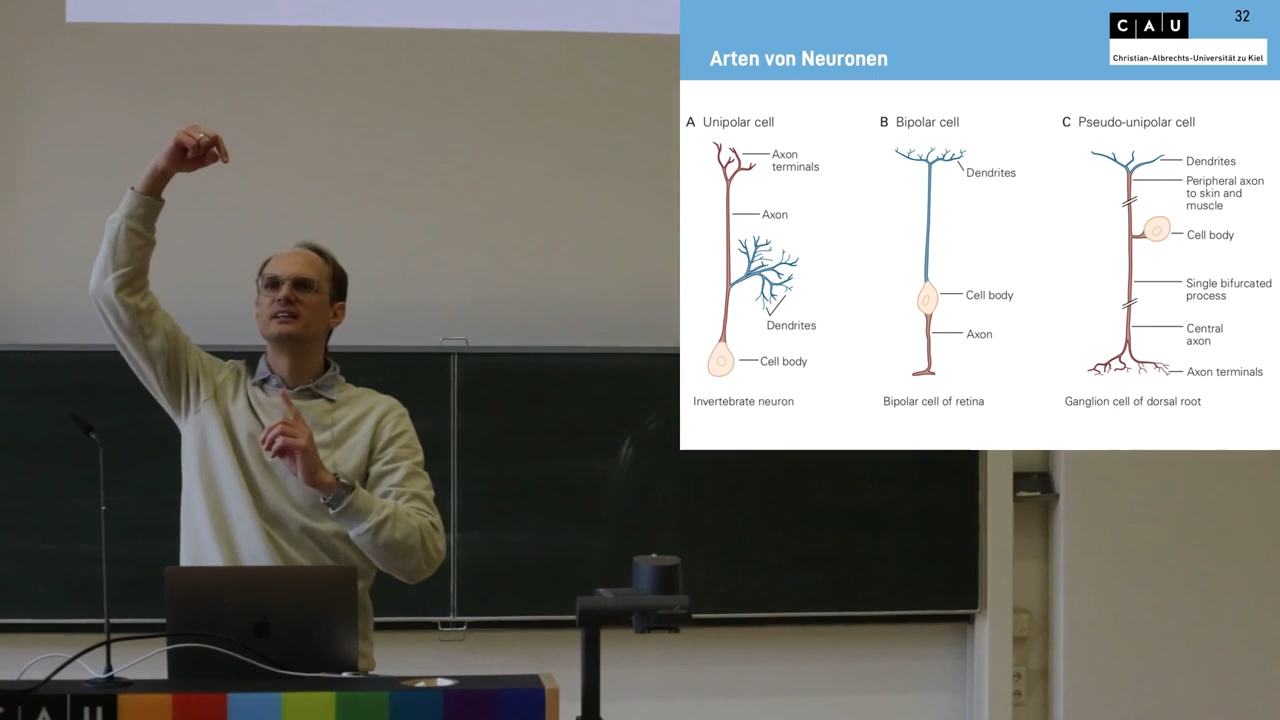 32
C A U
Christian-Albrechts-Universität zu Kiel
Arten von Neuronen
A Unipolar cell
Axon
terminals
Axon
Dendrites
Cell body
Invertebrate neuron
B Bipolar cell
Dendrites
Cell body
Axon
Bipolar cell of retina
C Pseudo-unipolar cell
Dendrites
Peripheral axon
to skin and
muscle
Cell body
Single bifurcated
process
Central
axon
Axon terminals
Ganglion cell of dorsal root
C A U